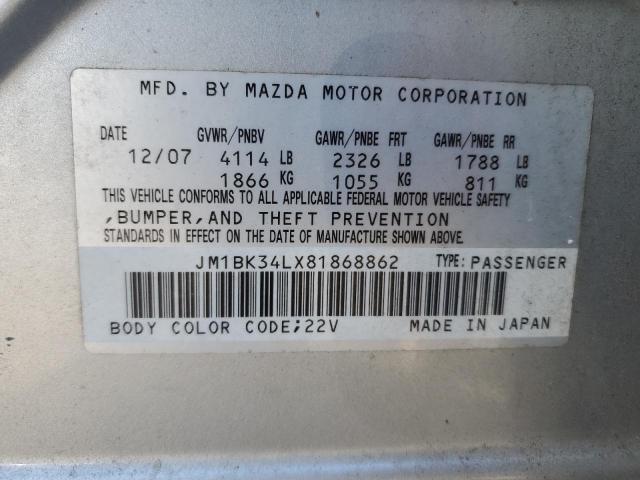 MFD. BY MAZDA MOTOR CORPORATION
DATE GVWR/PNBV GAWR/PNBE FRT GAWR/PNBE RR
12/07 4114 LB 2326 LB 1788 LB
1866 KG 1055 KG 811 KG
THIS VEHICLE CONFORMS TO ALL APPLICABLE FEDERAL MOTOR VEHICLE SAFETY
,BUMPER,AND THEFT PREVENTION
STANDARDS IN EFFECT ON THE DATE OF MANUFACTURE SHOWN ABOVE.
JM1BK34LX81868862 TYPE: PASSENGER
BODY COLOR CODE;22V MADE IN JAPAN